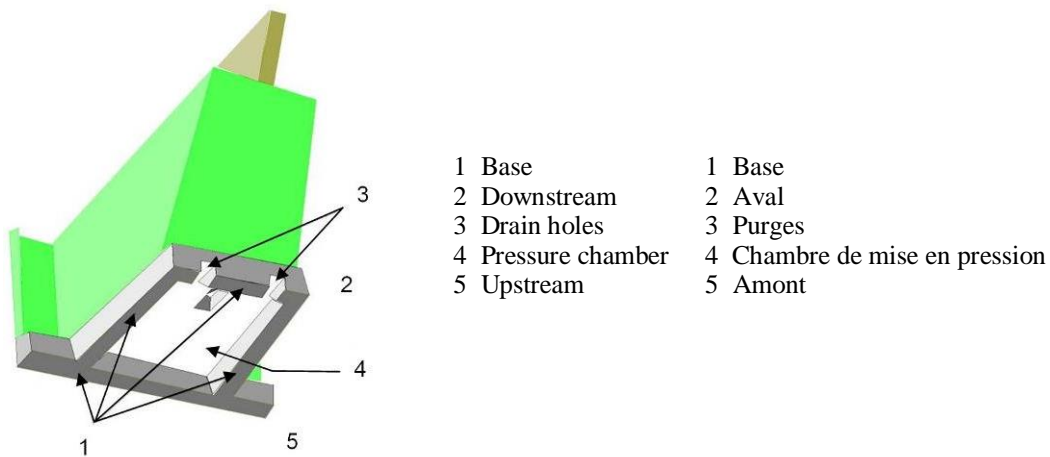 3
2
4
1
5
1 Base
2 Downstream
3 Drain holes
4 Pressure chamber
5 Upstream
1 Base
2 Aval
3 Purges
4 Chambre de mise en pression
5 Amont